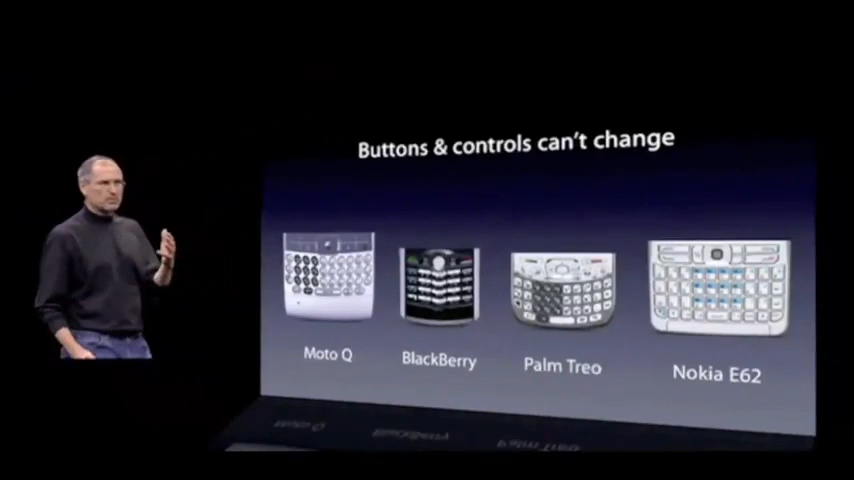 Buttons & controls can't change
Moto Q
BlackBerry
Palm Treo
Nokia E62